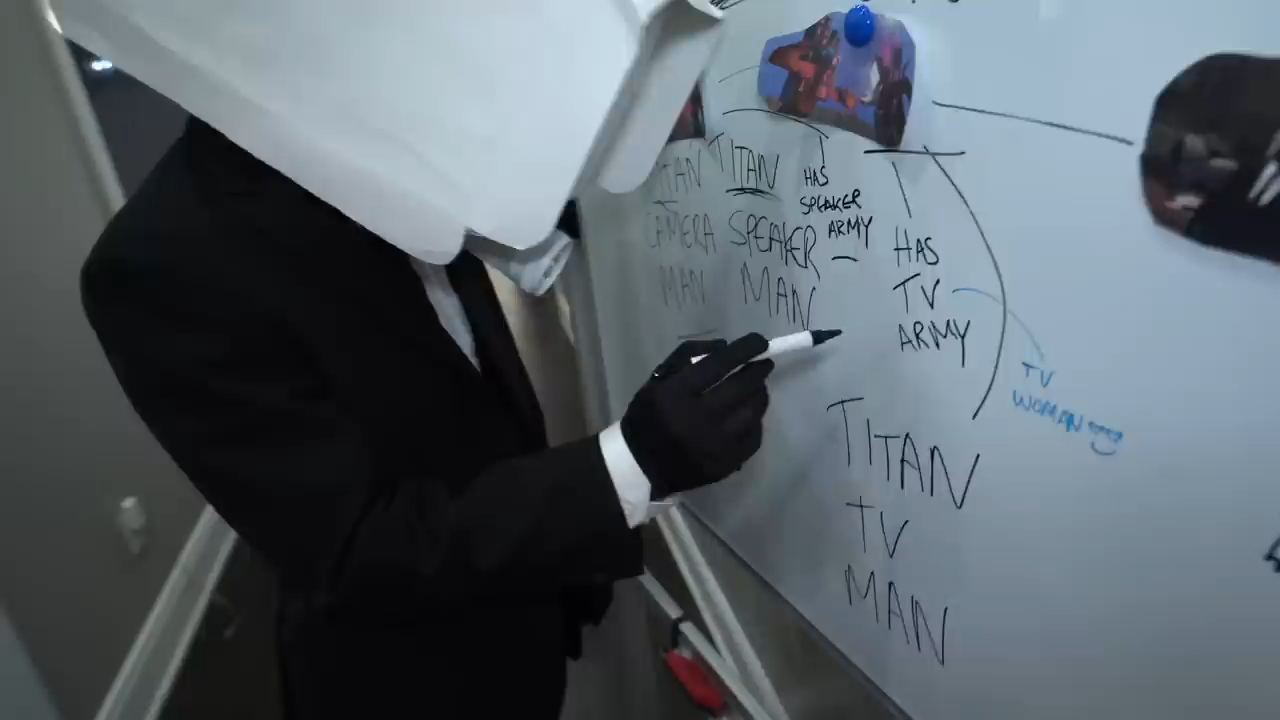 TITAN
CAMERA
MAN
TITAN
SPEAKER
MAN
HAS
SPEAKER
ARMY
HAS
TV
ARMY
TV
WOMAN
TITAN
TV
MAN